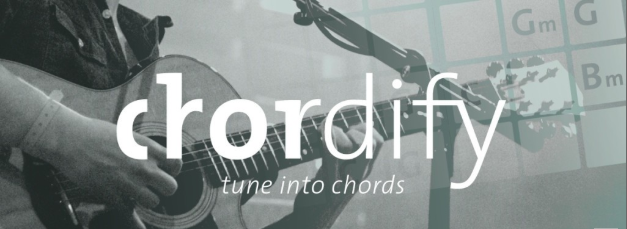 Gm G
Bm
chordify
tune into chords